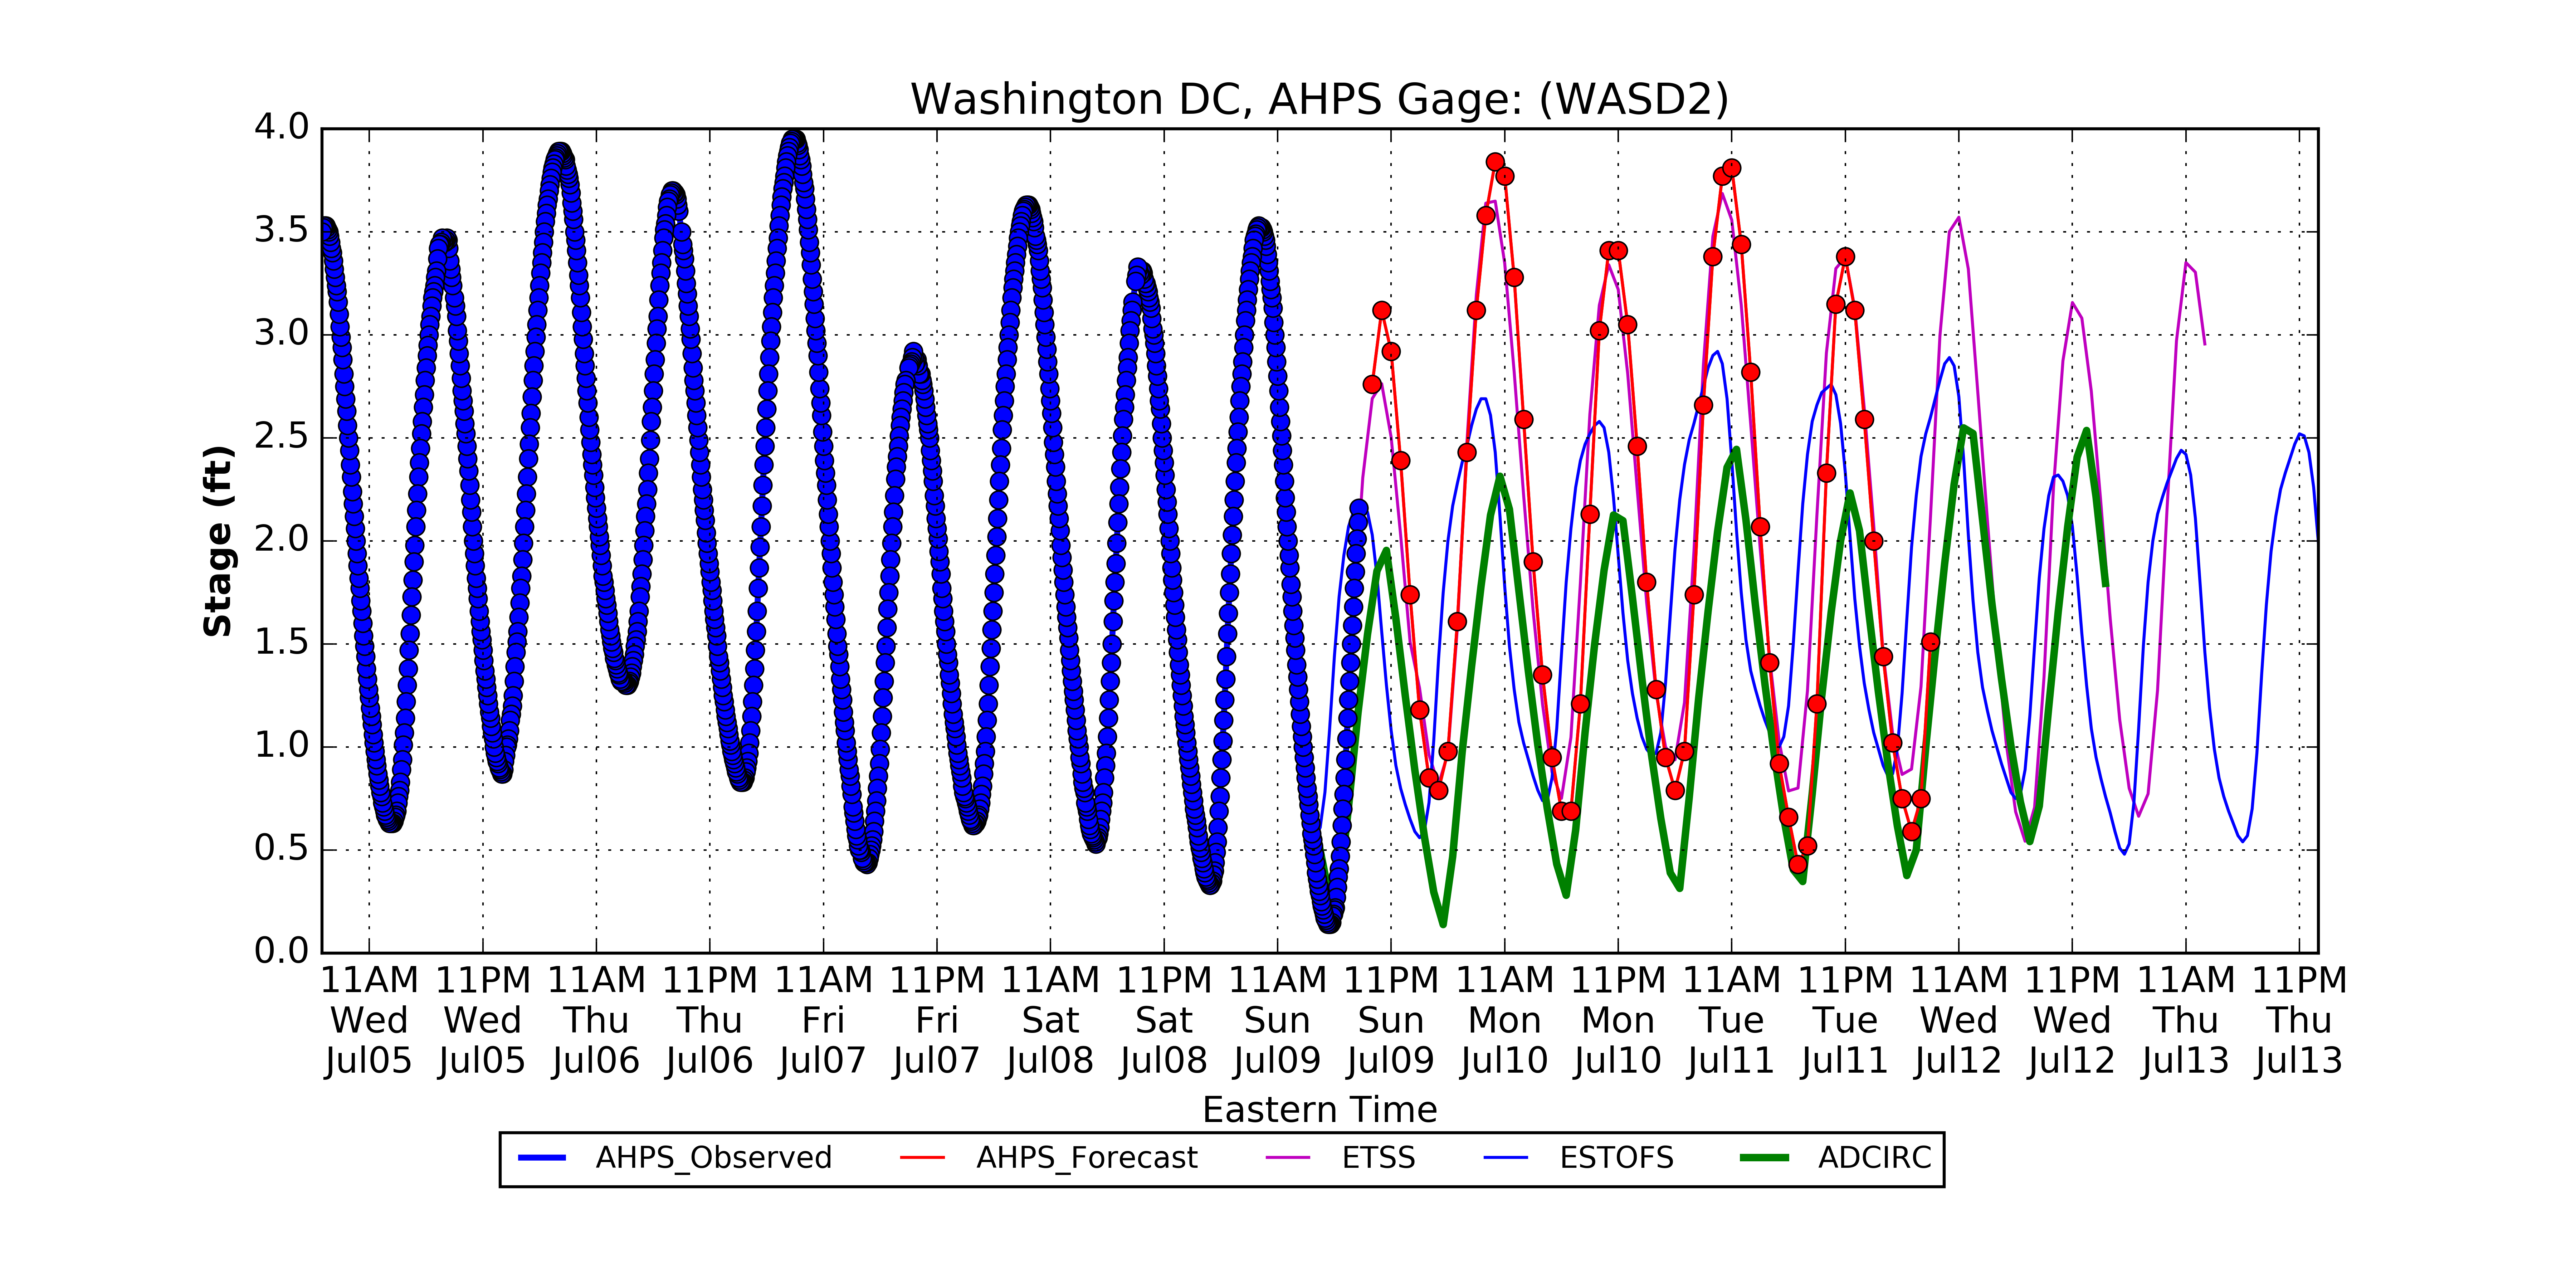 Washington DC, AHPS Gage: (WASD2)
4.0
3.5
3.0
2.5
2.0
1.5
1.0
0.5
0.0
Stage (ft)
11AM 11PM 11AM 11PM 11AM 11PM 11AM 11PM 11AM 11PM 11AM 11PM 11AM 11PM 11AM 11PM 11AM 11PM
Wed Wed Thu Thu Fri Fri Sat Sat Sun Sun Mon Mon Tue Tue Wed Wed Thu Thu
Jul05 Jul05 Jul06 Jul06 Jul07 Jul07 Jul08 Jul08 Jul09 Jul09 Jul10 Jul10 Jul11 Jul11 Jul12 Jul12 Jul13 Jul13
Eastern Time
AHPS_Observed AHPS_Forecast ETSS ESTOFS ADCIRC